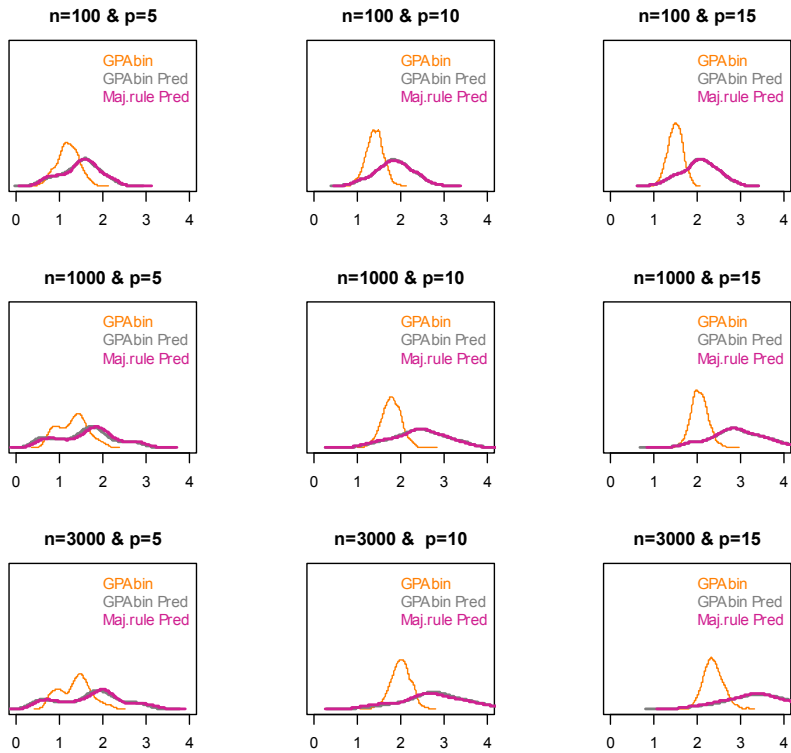 n=100 & p=5
GPAbin
GPAbin Pred
Maj.rule Pred
0 1 2 3 4
n=100 & p=10
GPAbin
GPAbin Pred
Maj.rule Pred
0 1 2 3 4
n=100 & p=15
GPAbin
GPAbin Pred
Maj.rule Pred
0 1 2 3 4
n=1000 & p=5
GPAbin
GPAbin Pred
Maj.rule Pred
0 1 2 3 4
n=1000 & p=10
GPAbin
GPAbin Pred
Maj.rule Pred
0 1 2 3 4
n=1000 & p=15
GPAbin
GPAbin Pred
Maj.rule Pred
0 1 2 3 4
n=3000 & p=5
GPAbin
GPAbin Pred
Maj.rule Pred
0 1 2 3 4
n=3000 & p=10
GPAbin
GPAbin Pred
Maj.rule Pred
0 1 2 3 4
n=3000 & p=15
GPAbin
GPAbin Pred
Maj.rule Pred
0 1 2 3 4